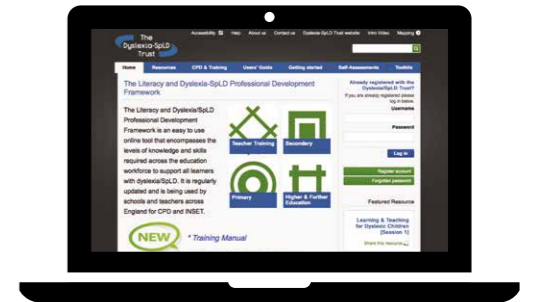 The
Dyslexia-SpLD
Trust
Accessibility Help About us Contact us Dyslexia-SpLD Trust website Intro Video Mapping
Home Resources CPD & Training Users' Guide Getting started Self-Assessments Toolkits
The Literacy and Dyslexia-SpLD Professional Development
Framework
The Literacy and Dyslexia/SpLD
Professional Development
Framework is an easy to use
online tool that encompasses the
levels of knowledge and skills
required across the education
workforce to support all learners
with dyslexia/SpLD. It is regularly
updated and is being used by
schools and teachers across
England for CPD and INSET.
Teacher Training
Secondary
Primary
Higher & Further
Education
NEW * Training Manual
Already registered with the
Dyslexia/SpLD Trust?
If you are already registered please
log in below.
Username
Password
Log in
Register account
Forgotten password
Featured Resource
Learning & Teaching
for Dyslexic Children
[Session 1]
Share this resource